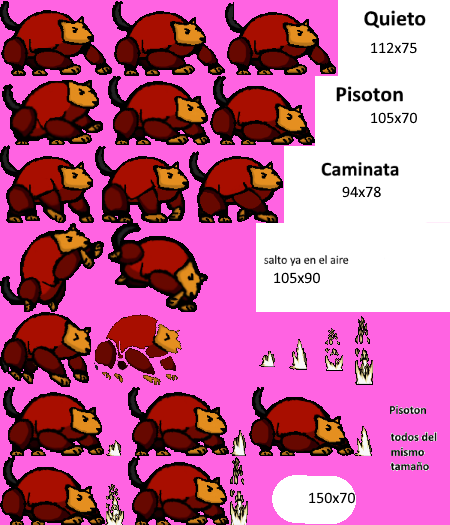 Quieto
112x75
Pisoton
105x70
Caminata
94x78
salto ya en el aire
105x90
Pisoton
todos del
mismo
tamaño
150x70